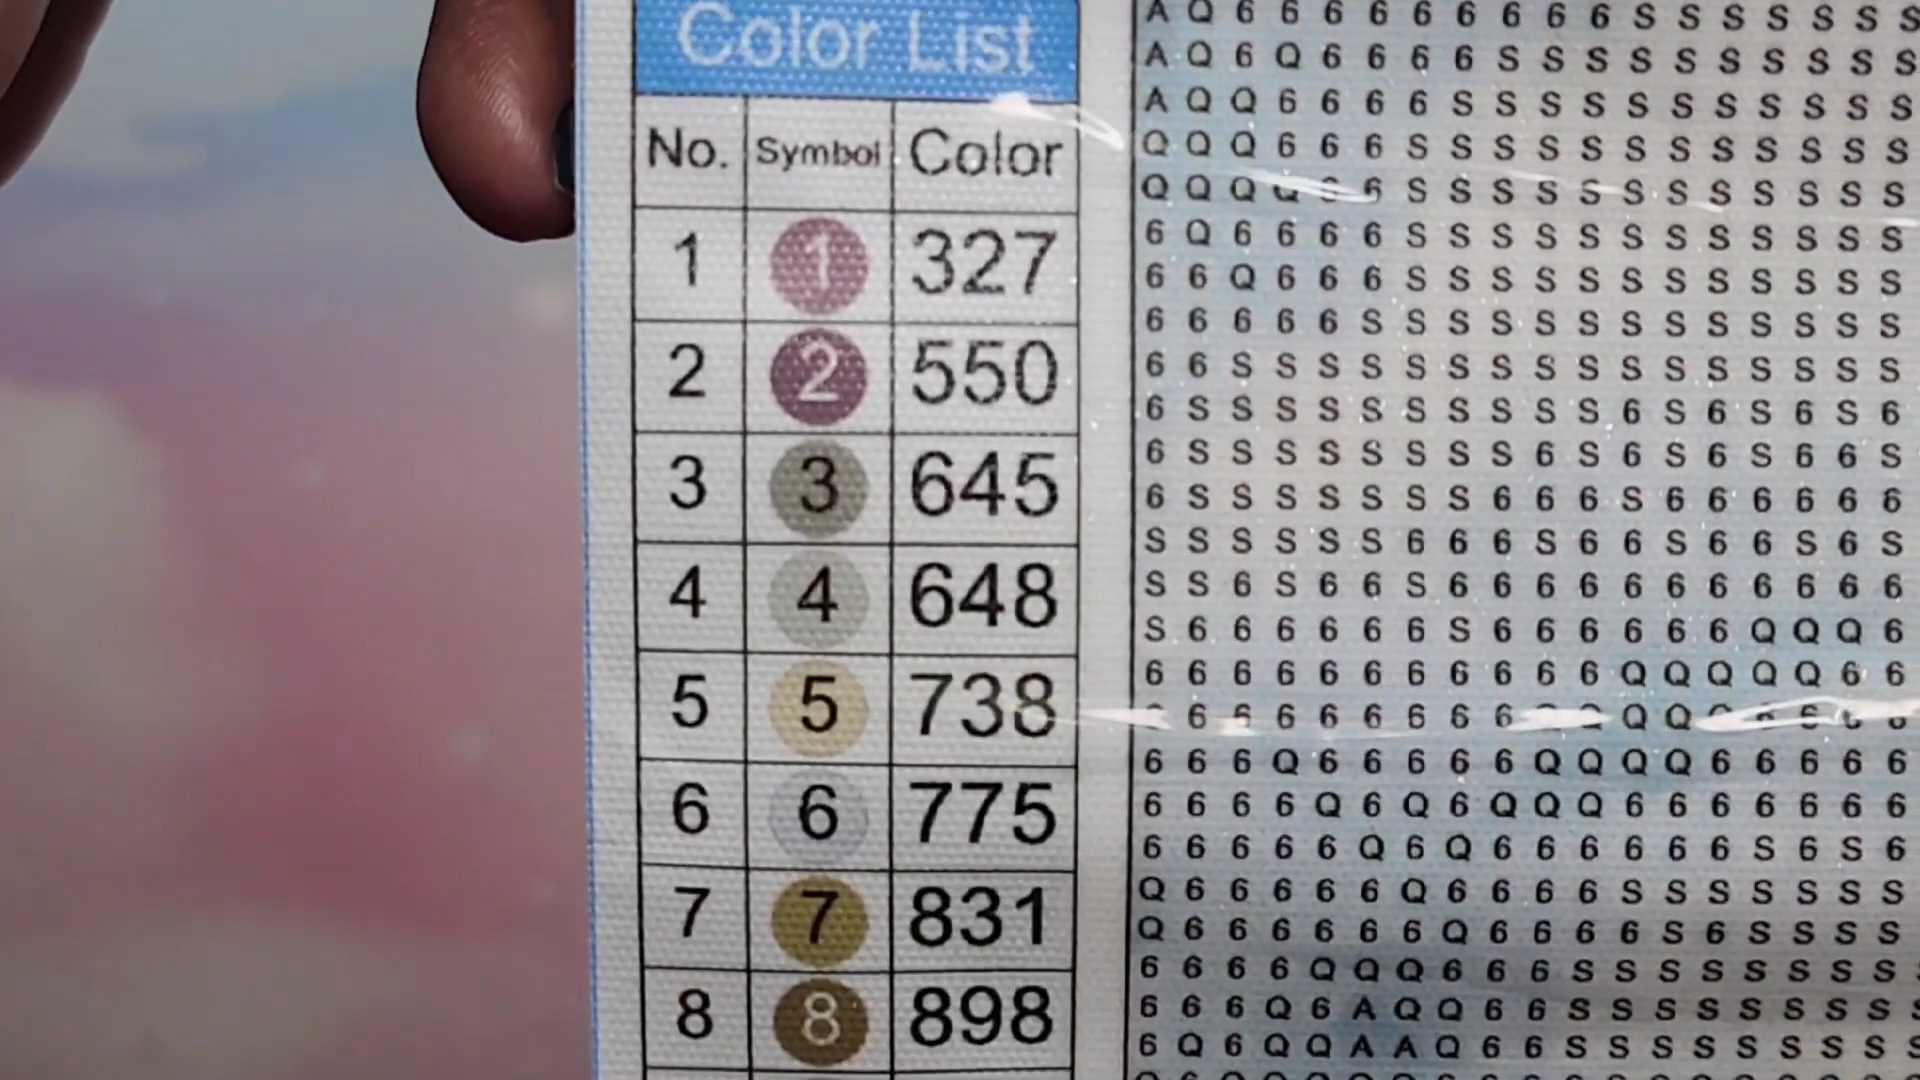 Color List
No. Symbol Color
1 1 327
2 2 550
3 3 645
4 4 648
5 5 738
6 6 775
7 7 831
8 8 898
A Q 6 6 6 6 6 6 6 6 6 S S S S S S S
A Q 6 Q 6 6 6 6 S S S S S S S S S S
A Q Q 6 6 6 6 S S S S S S S S S S S
Q Q Q 6 6 6 S S S S S S S S S S S S
Q Q Q 6 S S S S S S S S S S S S
6 Q 6 6 6 6 S S S S S S S S S S S S
6 6 Q 6 6 6 S S S S S S S S S S S S
6 6 6 6 6 S S S S S S S S S S S S S
6 6 S S S S S S S S S S S S S S S S
6 S S S S S S S S S S 6 S 6 S 6 S 6
6 S S S S S S S S 6 S 6 S 6 S 6 6 S
6 S S S S S S S 6 6 6 S 6 6 6 6 6 6
S S S S S S 6 6 6 S 6 6 S 6 6 S 6 S
S S 6 S 6 6 S 6 6 6 6 6 6 6 6 6 6 6
S 6 6 6 6 6 6 S 6 6 6 6 6 6 Q Q Q 6
6 6 6 6 6 6 6 6 6 6 6 Q Q Q Q Q 6 6
6 6 6 6 6 6 6 6 Q Q
6 6 6 Q 6 6 6 6 6 Q Q Q Q 6 6 6 6 6
6 6 6 6 Q 6 Q 6 Q Q Q 6 6 6 6 6 6 6
6 6 6 6 6 Q 6 Q 6 6 6 6 6 6 S 6 S 6
Q 6 6 6 6 6 Q 6 6 6 6 S S S S S S S
Q 6 6 6 6 6 6 Q 6 6 6 6 S 6 S S S S
6 6 6 6 Q Q Q 6 6 6 S S S S S S S S
6 6 6 Q 6 A Q Q 6 6 S S S S S S S S
6 Q 6 Q Q A A Q 6 6 S S S S S S S S